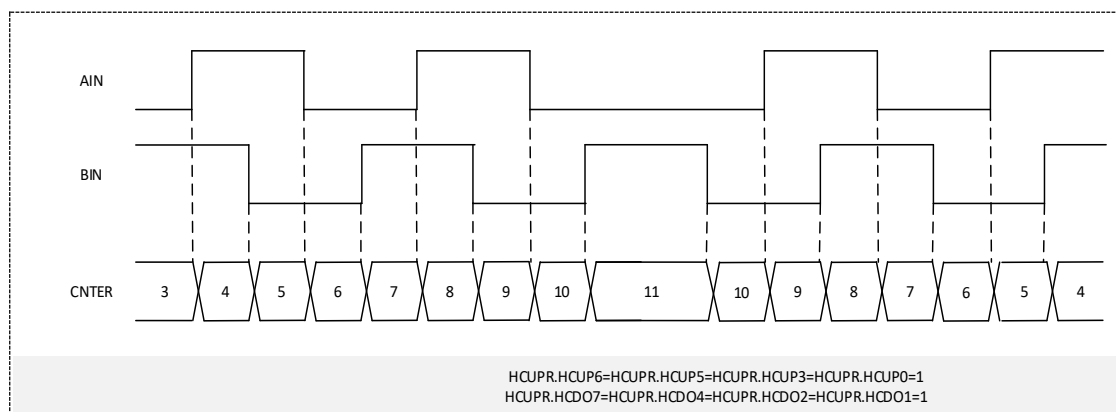 AIN
BIN
CNTER 3 4 5 6 7 8 9 10 11 10 9 8 7 6 5 4
HCUPR.HCUP6=HCUPR.HCUP5=HCUPR.HCUP3=HCUPR.HCUP0=1
HCUPR.HCDO7=HCUPR.HCDO4=HCUPR.HCDO2=HCUPR.HCDO1=1